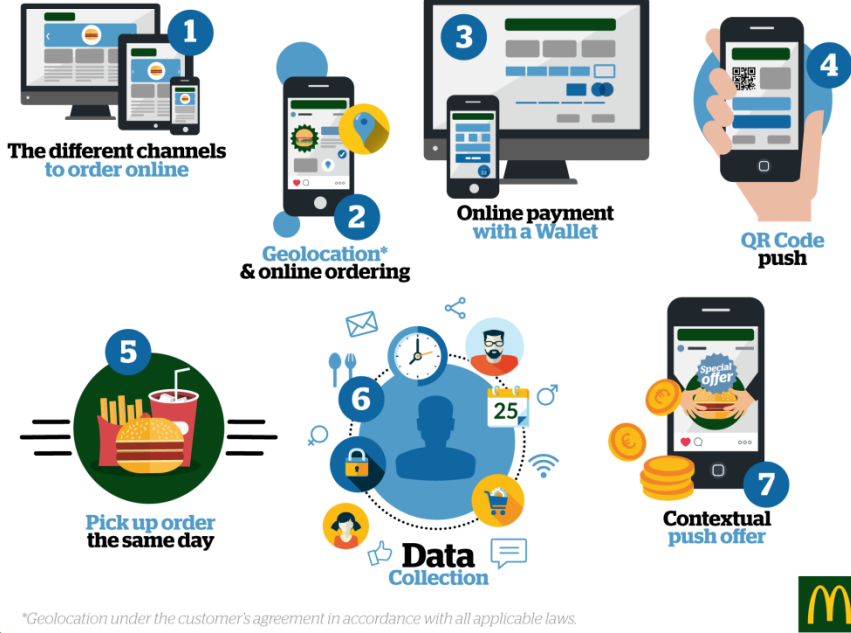 1
The different channels
to order online
2
Geolocation*
& online ordering
3
Online payment
with a Wallet
4
QR Code
push
5
Pick up order
the same day
6
25
Data
Collection
Special
offer
7
Contextual
push offer
*Geolocation under the customer's agreement in accordance with all applicable laws.